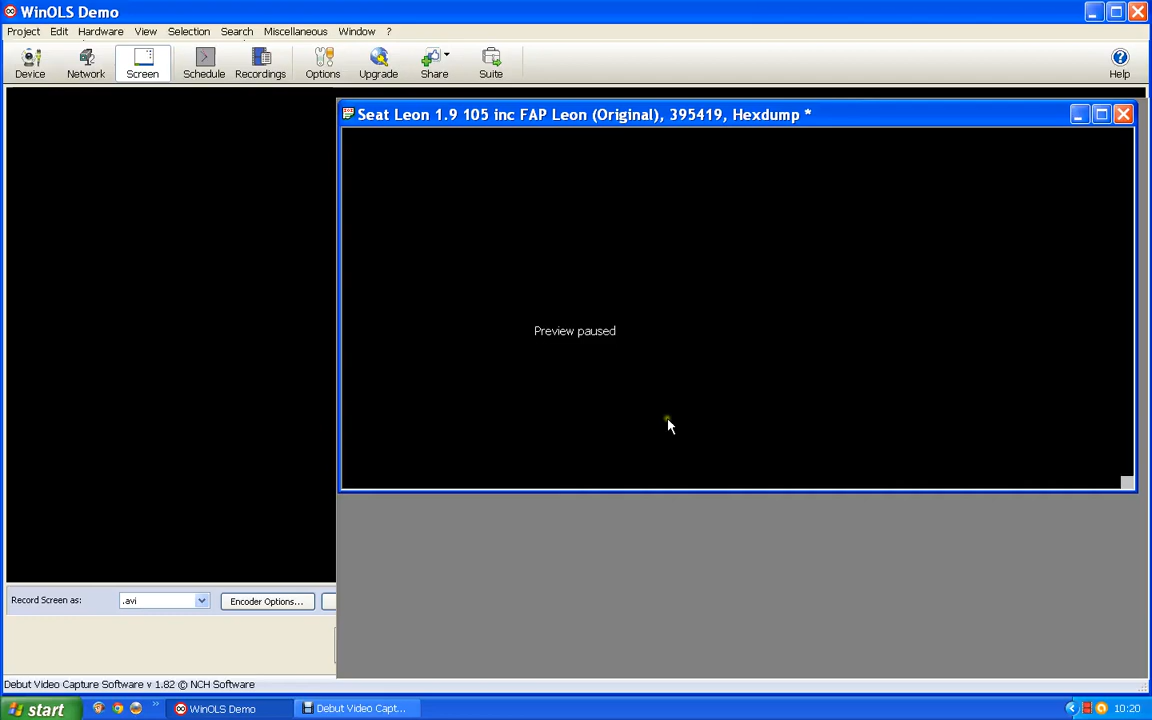 WinOLS Demo
Project Edit Hardware View Selection Search Miscellaneous Window ?
Device Network Screen Schedule Recordings Options Upgrade Share Suite Help
Seat Leon 1.9 105 inc FAP Leon (Original), 395419, Hexdump *
Preview paused
Record Screen as: .avi Encoder Options...
Debut Video Capture Software v 1.82 © NCH Software
start WinOLS Demo Debut Video Capt... 10:20